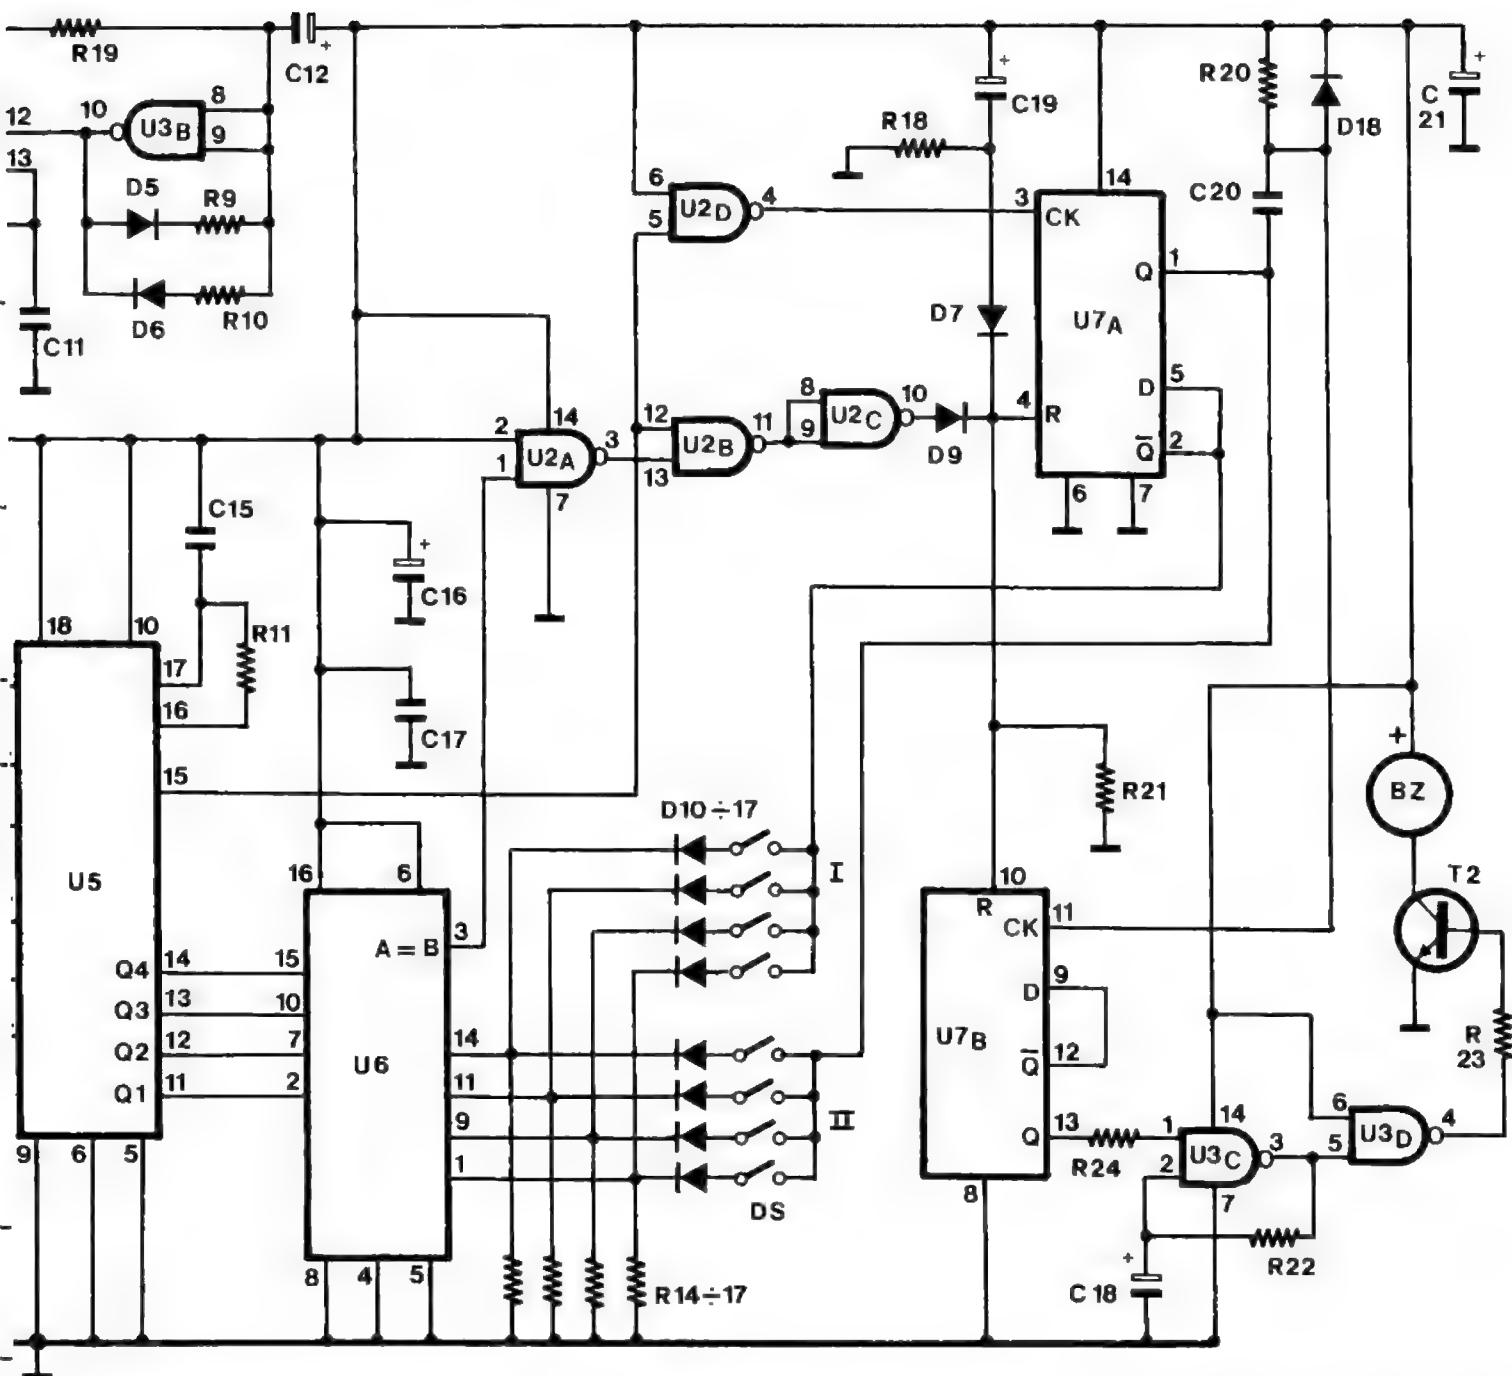 R19
C12
+
12
13
10
U3B
8
9
D5
R9
D6
R10
C11
R18
C19
+
R20
D18
C 21
+
C20
6
5
U2D
4
3
CK
14
Q
1
U7A
D7
D
5
4
R
Q̅
2
6
7
2
1
14
U2A
3
7
12
13
U2B
11
8
9
U2C
10
D9
C15
+
C16
C17
R11
18
10
17
16
15
U5
Q4
14
Q3
13
Q2
12
Q1
11
9
6
5
16
6
A=B
3
15
10
7
2
U6
14
11
9
1
8
4
5
D10÷17
I
II
DS
R14÷17
R21
10
R
CK
11
D
9
U7B
Q̅
12
Q
13
8
R24
1
2
14
U3C
3
7
R22
+
C18
+
BZ
T2
R 23
6
5
U3D
4